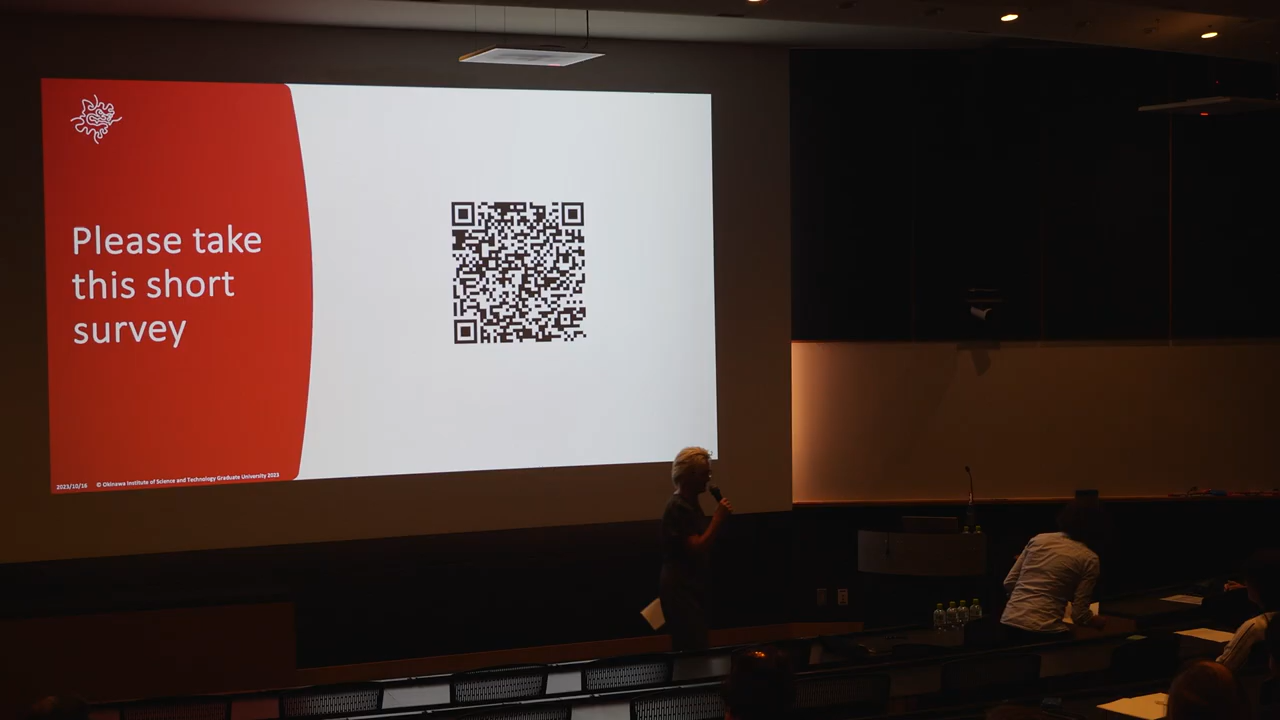 Please take
this short
survey
2023/10/16 © Okinawa Institute of Science and Technology Graduate University 2023